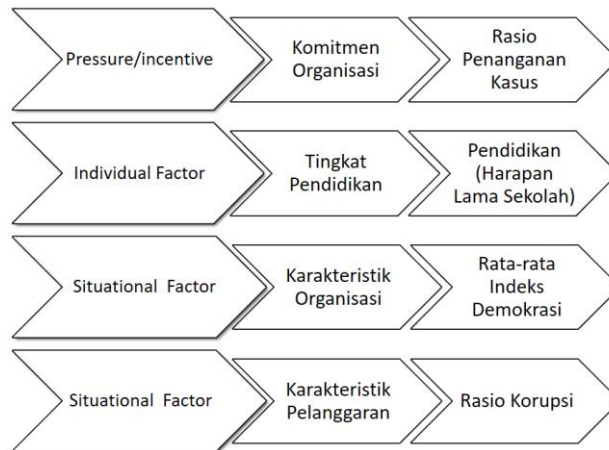 Pressure/incentive
Komitmen
Organisasi
Rasio
Penanganan
Kasus
Individual Factor
Tingkat
Pendidikan
Pendidikan
(Harapan
Lama Sekolah)
Situational Factor
Karakteristik
Organisasi
Rata-rata
Indeks
Demokrasi
Situational Factor
Karakteristik
Pelanggaran
Rasio Korupsi